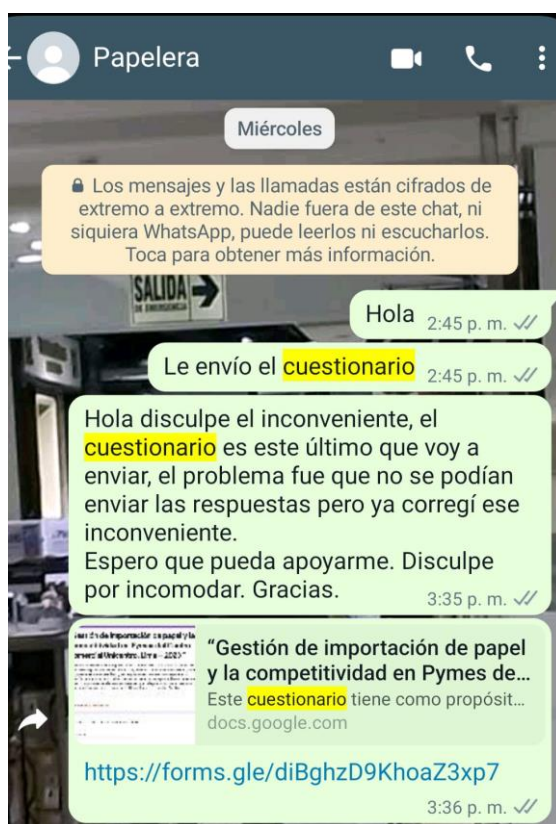 Papelera
Miércoles
Los mensajes y las llamadas están cifrados de
extremo a extremo. Nadie fuera de este chat, ni
siquiera WhatsApp, puede leerlos ni escucharlos.
Toca para obtener más información.
SALIDA
DE EMERGENCIA
Hola 2:45 p. m.
Le envío el cuestionario 2:45 p. m.
Hola disculpe el inconveniente, el
cuestionario es este último que voy a
enviar, el problema fue que no se podían
enviar las respuestas pero ya corregí ese
inconveniente.
Espero que pueda apoyarme. Disculpe
por incomodar. Gracias. 3:35 p. m.
“Gestión de importación de papel
y la competitividad en Pymes de...
Este cuestionario tiene como propósit...
docs.google.com
https://forms.gle/diBghzD9KhoaZ3xp7
3:36 p. m.